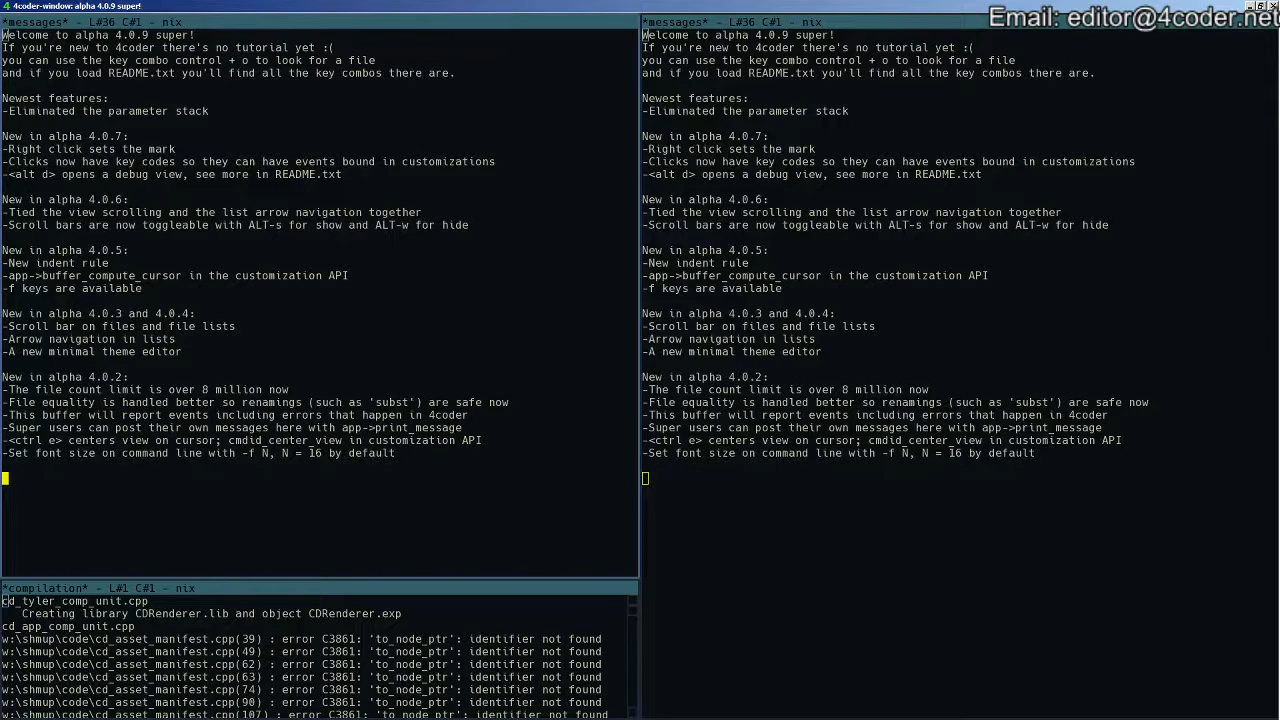 4coder-window: alpha 4.0.9 super!
Email: editor@4coder.net
*messages* - L#36 C#1 - nix
Welcome to alpha 4.0.9 super!
If you're new to 4coder there's no tutorial yet :(
you can use the key combo control + o to look for a file
and if you load README.txt you'll find all the key combos there are.
Newest features:
-Eliminated the parameter stack
New in alpha 4.0.7:
-Right click sets the mark
-Clicks now have key codes so they can have events bound in customizations
-<alt d> opens a debug view, see more in README.txt
New in alpha 4.0.6:
-Tied the view scrolling and the list arrow navigation together
-Scroll bars are now toggleable with ALT-s for show and ALT-w for hide
New in alpha 4.0.5:
-New indent rule
-app->buffer_compute_cursor in the customization API
-f keys are available
New in alpha 4.0.3 and 4.0.4:
-Scroll bar on files and file lists
-Arrow navigation in lists
-A new minimal theme editor
New in alpha 4.0.2:
-The file count limit is over 8 million now
-File equality is handled better so renamings (such as 'subst') are safe now
-This buffer will report events including errors that happen in 4coder
-Super users can post their own messages here with app->print_message
-<ctrl e> centers view on cursor; cmdid_center_view in customization API
-Set font size on command line with -f N, N = 16 by default
*compilation* - L#1 C#1 - nix
cd_tyler_comp_unit.cpp
Creating library CDRenderer.lib and object CDRenderer.exp
cd_app_comp_unit.cpp
w:\shmup\code\cd_asset_manifest.cpp(39) : error C3861: 'to_node_ptr': identifier not found
w:\shmup\code\cd_asset_manifest.cpp(49) : error C3861: 'to_node_ptr': identifier not found
w:\shmup\code\cd_asset_manifest.cpp(62) : error C3861: 'to_node_ptr': identifier not found
w:\shmup\code\cd_asset_manifest.cpp(63) : error C3861: 'to_node_ptr': identifier not found
w:\shmup\code\cd_asset_manifest.cpp(74) : error C3861: 'to_node_ptr': identifier not found
w:\shmup\code\cd_asset_manifest.cpp(90) : error C3861: 'to_node_ptr': identifier not found
w:\shmup\code\cd_asset_manifest.cpp(107) : error C3861: 'to_node_ptr': identifier not found
*messages* - L#36 C#1 - nix
Welcome to alpha 4.0.9 super!
If you're new to 4coder there's no tutorial yet :(
you can use the key combo control + o to look for a file
and if you load README.txt you'll find all the key combos there are.
Newest features:
-Eliminated the parameter stack
New in alpha 4.0.7:
-Right click sets the mark
-Clicks now have key codes so they can have events bound in customizations
-<alt d> opens a debug view, see more in README.txt
New in alpha 4.0.6:
-Tied the view scrolling and the list arrow navigation together
-Scroll bars are now toggleable with ALT-s for show and ALT-w for hide
New in alpha 4.0.5:
-New indent rule
-app->buffer_compute_cursor in the customization API
-f keys are available
New in alpha 4.0.3 and 4.0.4:
-Scroll bar on files and file lists
-Arrow navigation in lists
-A new minimal theme editor
New in alpha 4.0.2:
-The file count limit is over 8 million now
-File equality is handled better so renamings (such as 'subst') are safe now
-This buffer will report events including errors that happen in 4coder
-Super users can post their own messages here with app->print_message
-<ctrl e> centers view on cursor; cmdid_center_view in customization API
-Set font size on command line with -f N, N = 16 by default